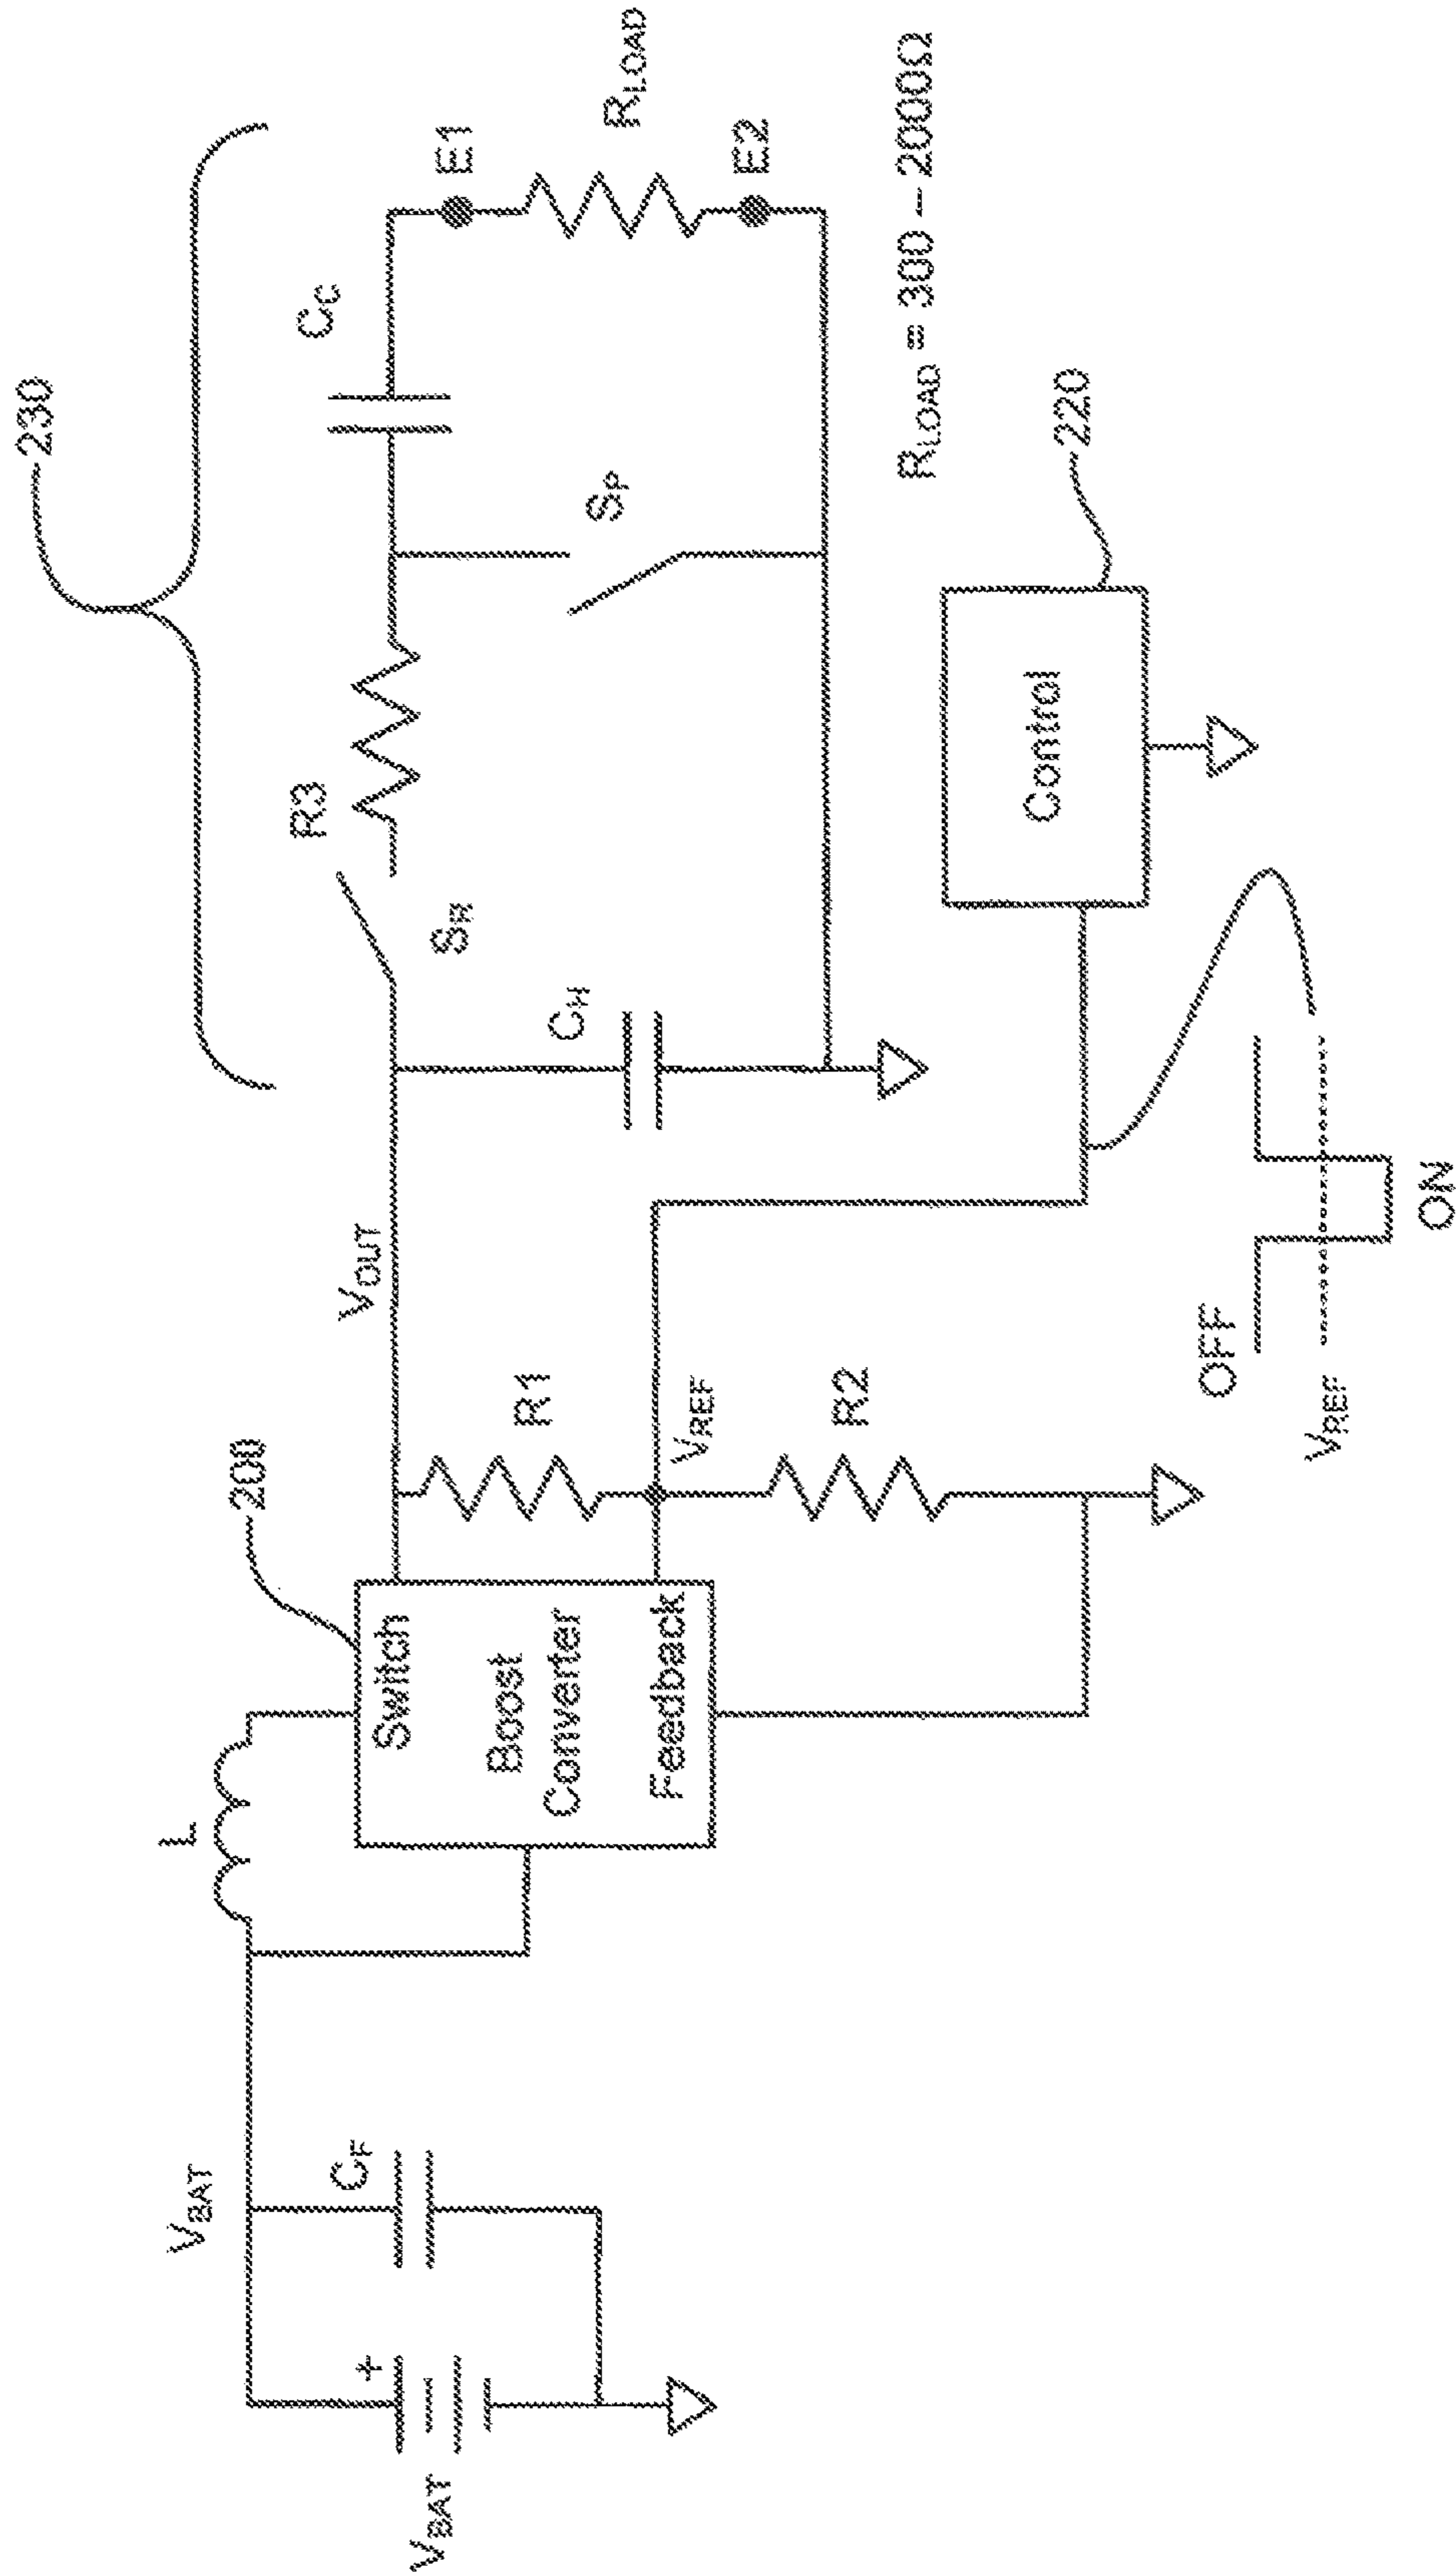 230
200
L
V_BAT
C_F
+
V_BAT
Switch
Boost
Converter
Feedback
V_OUT
R1
V_REF
R2
C_H
S_R
R3
S_P
C_C
E1
R_LOAD
E2
R_LOAD = 300 – 2000Ω
Control
220
OFF
V_REF
ON